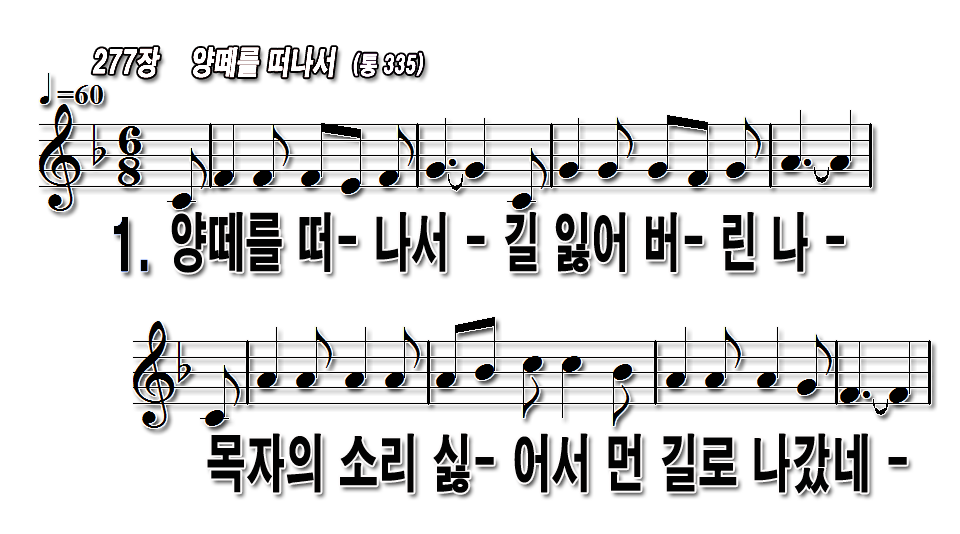 277장 양떼를 떠나서 (통 335)
♩=60
6
8
1. 양떼를 떠- 나서 - 길 잃어 버- 린 나 -
목자의 소리 싫- 어서 먼 길로 나갔네 -